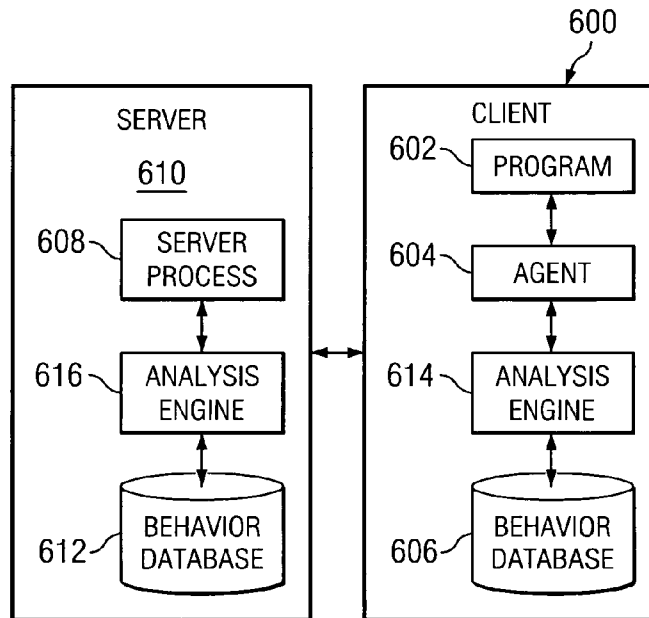 600
SERVER
610
608
SERVER
PROCESS
616
ANALYSIS
ENGINE
612
BEHAVIOR
DATABASE
CLIENT
602
PROGRAM
604
AGENT
614
ANALYSIS
ENGINE
606
BEHAVIOR
DATABASE